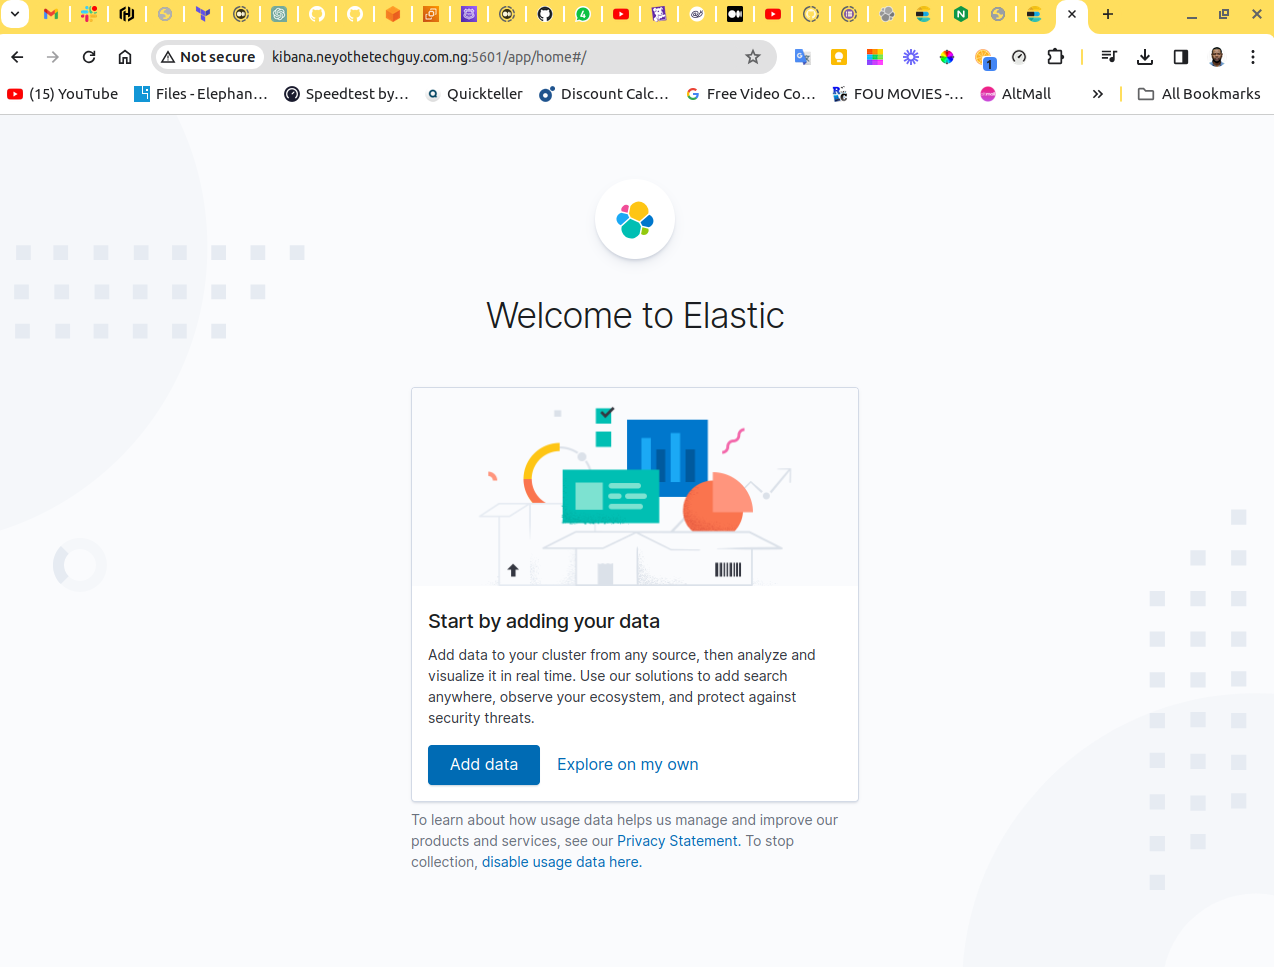 4
Not secure
kibana.neyothetechguy.com.ng:5601/app/home#/
1
(15) YouTube
Files - Elephan...
Speedtest by...
Quickteller
Discount Calc...
Free Video Co...
FOU MOVIES -...
AltMall
»
All Bookmarks
Welcome to Elastic
Start by adding your data
Add data to your cluster from any source, then analyze and
visualize it in real time. Use our solutions to add search
anywhere, observe your ecosystem, and protect against
security threats.
Add data
Explore on my own
To learn about how usage data helps us manage and improve our
products and services, see our Privacy Statement. To stop
collection, disable usage data here.